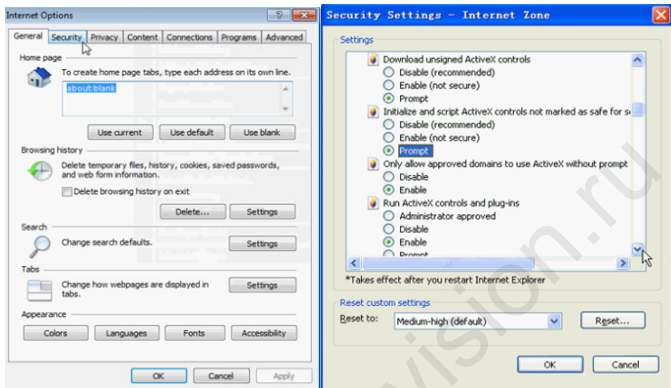 Internet Options
General Security Privacy Content Connections Programs Advanced
Home page
To create home page tabs, type each address on its own line.
about:blank
Use current Use default Use blank
Browsing history
Delete temporary files, history, cookies, saved passwords,
and web form information.
Delete browsing history on exit
Delete... Settings
Search
Change search defaults. Settings
Tabs
Change how webpages are displayed in
tabs. Settings
Appearance
Colors Languages Fonts Accessibility
OK Cancel Apply
Security Settings - Internet Zone
Settings
Download unsigned ActiveX controls
Disable (recommended)
Enable (not secure)
Prompt
Initialize and script ActiveX controls not marked as safe for s
Disable (recommended)
Enable (not secure)
Prompt
Only allow approved domains to use ActiveX without prompt
Disable
Enable
Run ActiveX controls and plug-ins
Administrator approved
Disable
Enable
Prompt
*Takes effect after you restart Internet Explorer
Reset custom settings
Reset to: Medium-high (default) Reset...
OK Cancel
vision.ru